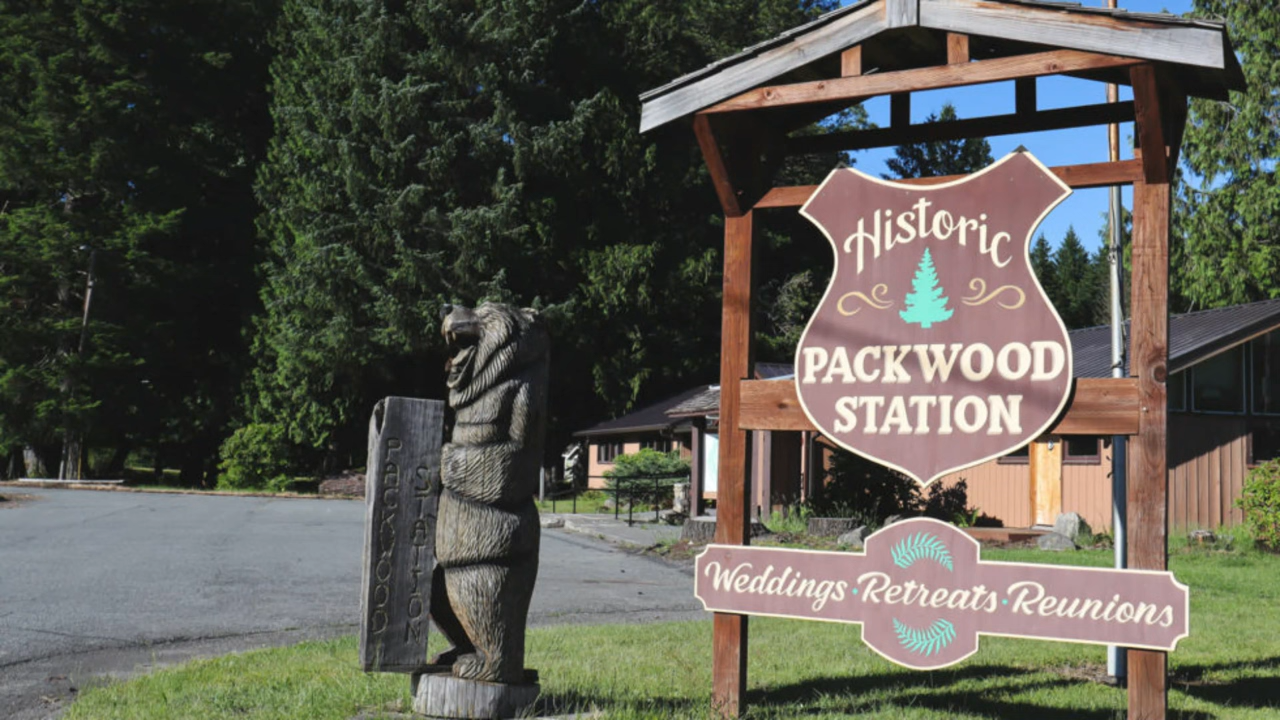 Historic
PACKWOOD
STATION
Weddings·Retreats·Reunions
PACKWOOD
STATION